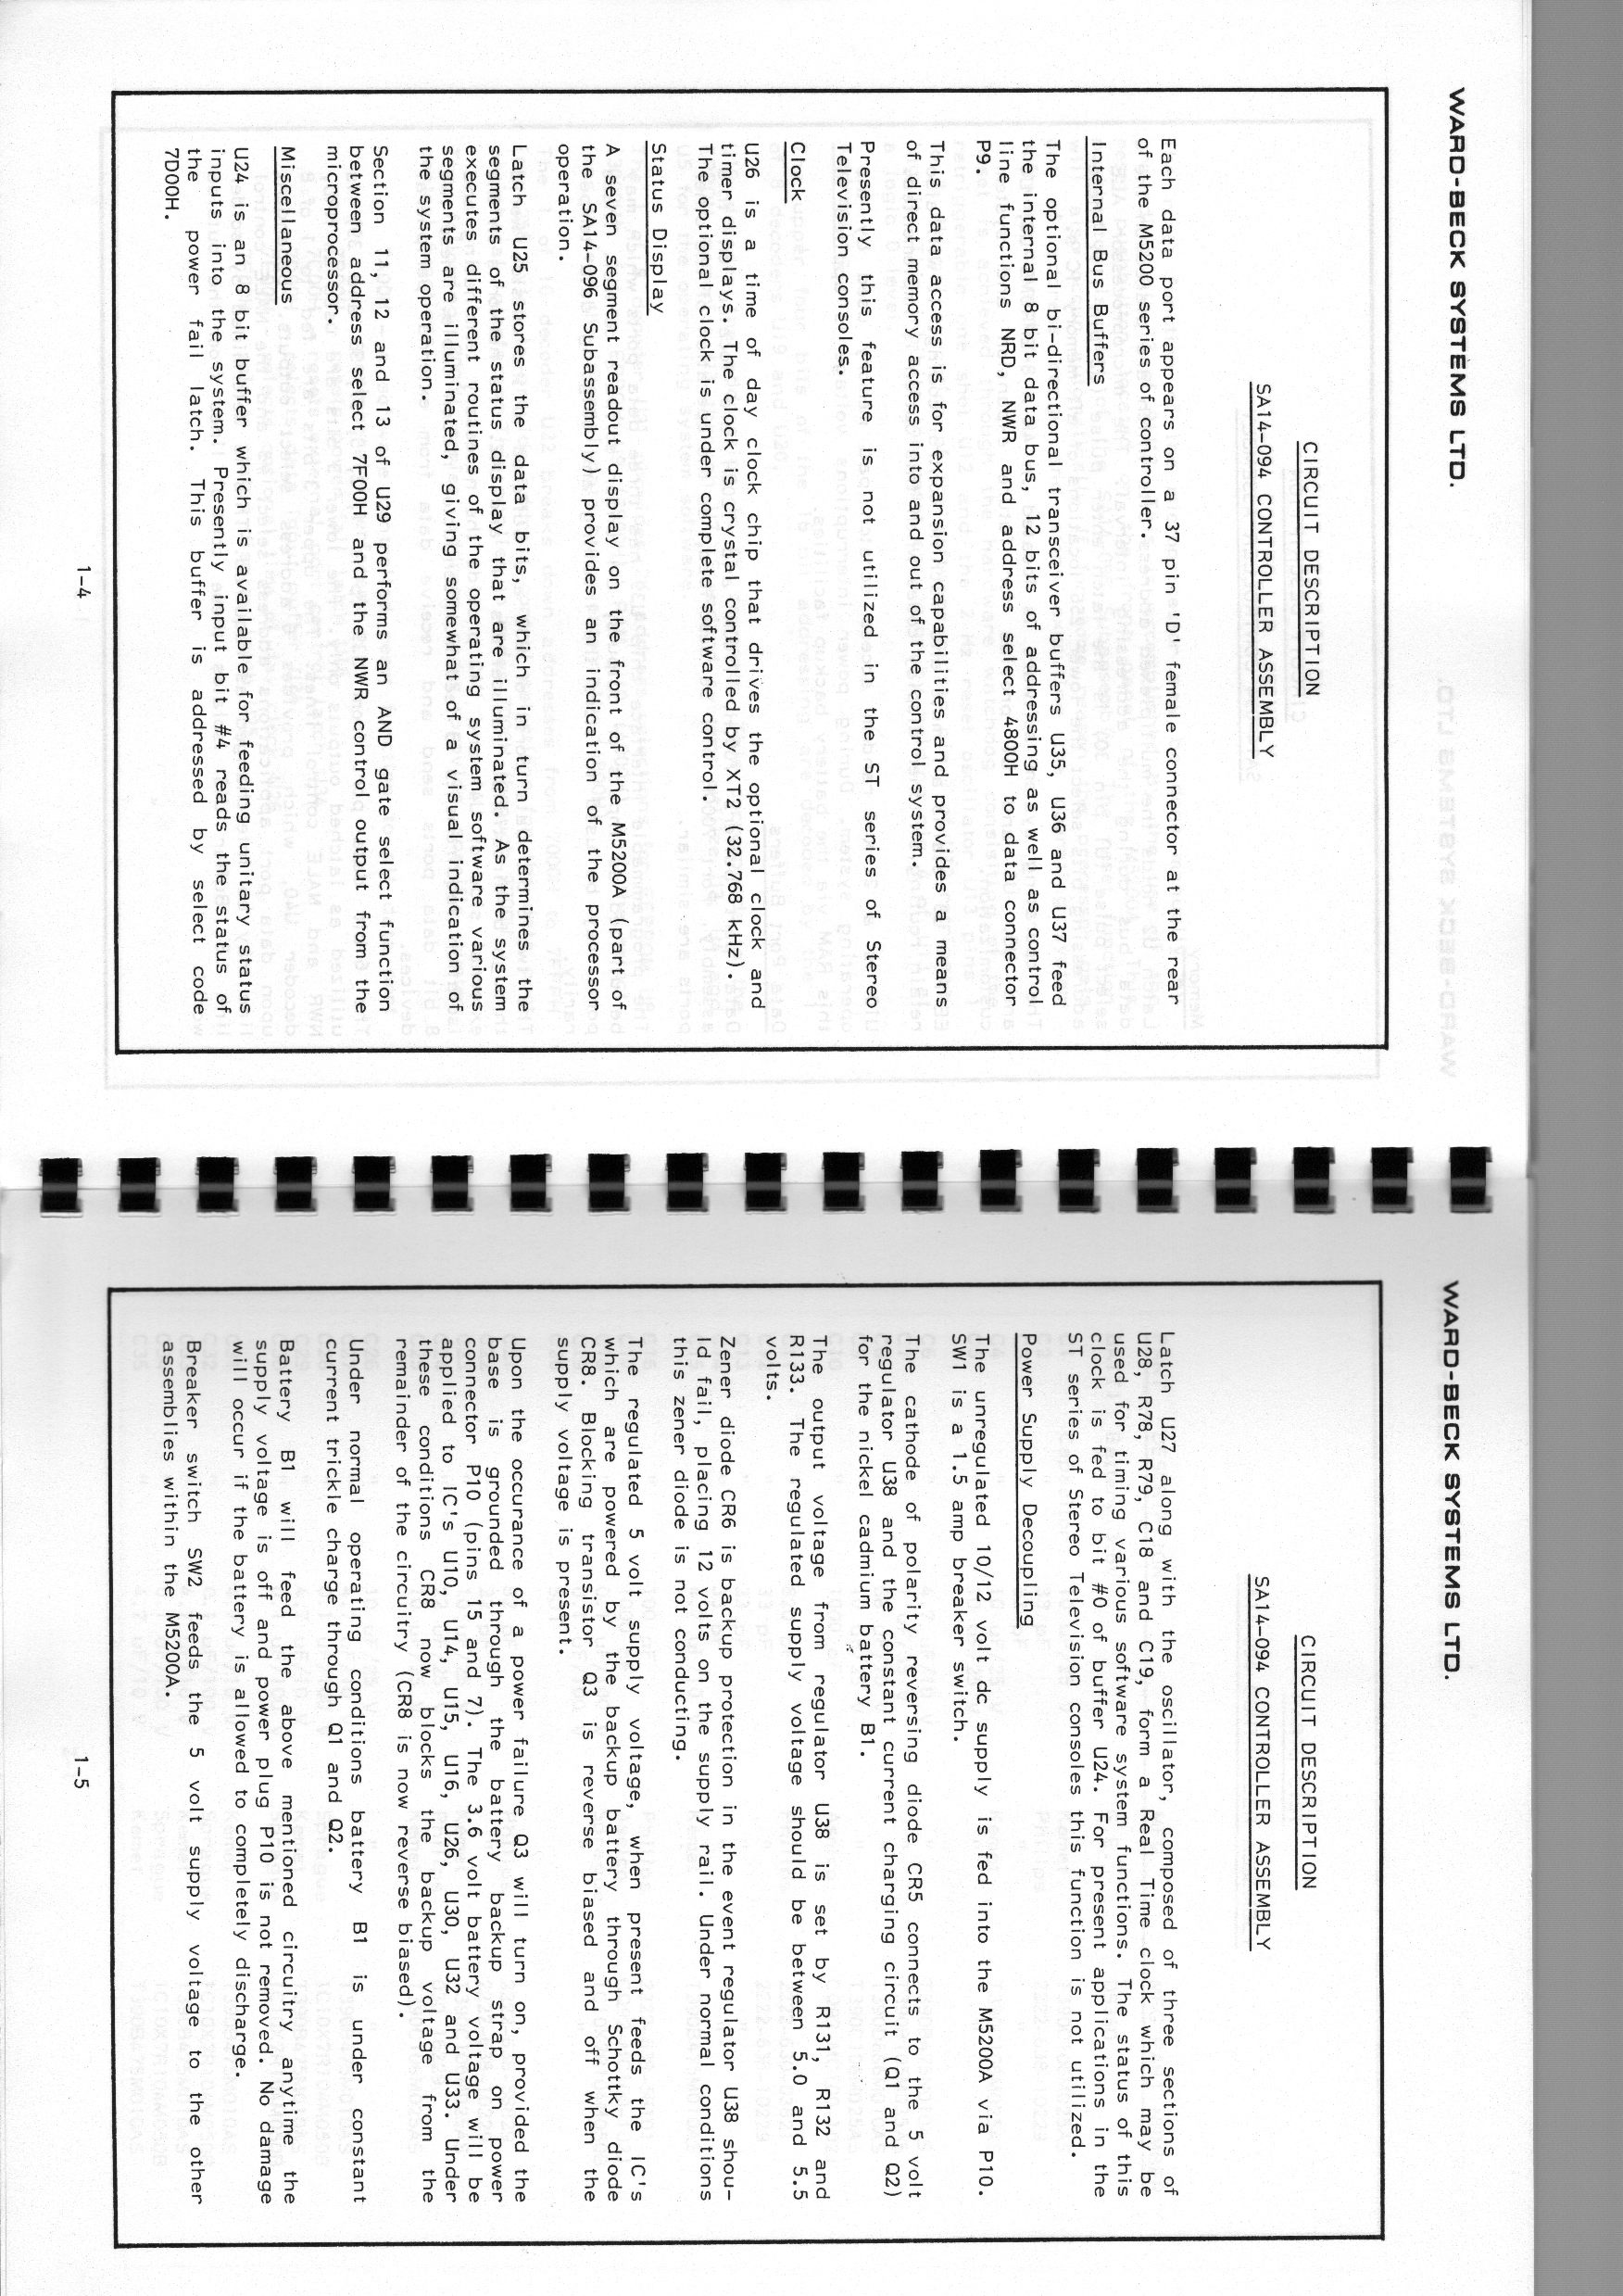 WARD-BECK SYSTEMS LTD.
CIRCUIT DESCRIPTION
SA14-094 CONTROLLER ASSEMBLY
Each data port appears on a 37 pin 'D' female connector at the rear
of the M5200 series of controller.
Internal Bus Buffers
The optional bi-directional transceiver buffers U35, U36 and U37 feed
the internal 8 bit data bus, 12 bits of addressing as well as control
line functions NRD, NWR and address select 4800H to data connector
P9.
This data access is for expansion capabilities and provides a means
of direct memory access into and out of the control system.
Presently this feature is not utilized in the ST series of Stereo
Television consoles.
Clock
U26 is a time of day clock chip that drives the optional clock and
timer displays. The clock is crystal controlled by XT2 (32.768 kHz).
The optional clock is under complete software control.
Status Display
A seven segment readout display on the front of the M5200A (part of
the SA14-096 Subassembly) provides an indication of the processor
operation.
Latch U25 stores the data bits, which in turn determines the
segments of the status display that are illuminated. As the system
executes different routines of the operating system software various
segments are illuminated, giving somewhat of a visual indication of
the system operation.
Section 11, 12 and 13 of U29 performs an AND gate select function
between address select 7F00H and the NWR control output from the
microprocessor.
Miscellaneous
U24 is an 8 bit buffer which is available for feeding unitary status
inputs into the system. Presently input bit #4 reads the status of
the power fail latch. This buffer is addressed by select code
7D00H.
1-4
WARD-BECK SYSTEMS LTD.
CIRCUIT DESCRIPTION
SA14-094 CONTROLLER ASSEMBLY
Latch U27 along with the oscillator, composed of three sections of
U28, R78, R79, C18 and C19, form a Real Time clock which may be
used for timing various software system functions. The status of this
clock is fed to bit #0 of buffer U24. For present applications in the
ST series of Stereo Television consoles this function is not utilized.
Power Supply Decoupling
The unregulated 10/12 volt dc supply is fed into the M5200A via P10.
SW1 is a 1.5 amp breaker switch.
The cathode of polarity reversing diode CR5 connects to the 5 volt
regulator U38 and the constant current charging circuit (Q1 and Q2)
for the nickel cadmium battery B1.
The output voltage from regulator U38 is set by R131, R132 and
R133. The regulated supply voltage should be between 5.0 and 5.5
volts.
Zener diode CR6 is backup protection in the event regulator U38 shou-
ld fail, placing 12 volts on the supply rail. Under normal conditions
this zener diode is not conducting.
The regulated 5 volt supply voltage, when present feeds the IC's
which are powered by the backup battery through Schottky diode
CR8. Blocking transistor Q3 is reverse biased and off when the
supply voltage is present.
Upon the occurance of a power failure Q3 will turn on, provided the
base is grounded through the battery backup strap on power
connector P10 (pins 15 and 7). The 3.6 volt battery voltage will be
applied to IC's U10, U14, U15, U16, U26, U30, U32 and U33. Under
these conditions CR8 now blocks the backup voltage from the
remainder of the circuitry (CR8 is now reverse biased).
Under normal operating conditions battery B1 is under constant
current trickle charge through Q1 and Q2.
Battery B1 will feed the above mentioned circuitry anytime the
supply voltage is off and power plug P10 is not removed. No damage
will occur if the battery is allowed to completely discharge.
Breaker switch SW2 feeds the 5 volt supply voltage to the other
assemblies within the M5200A.
1-5